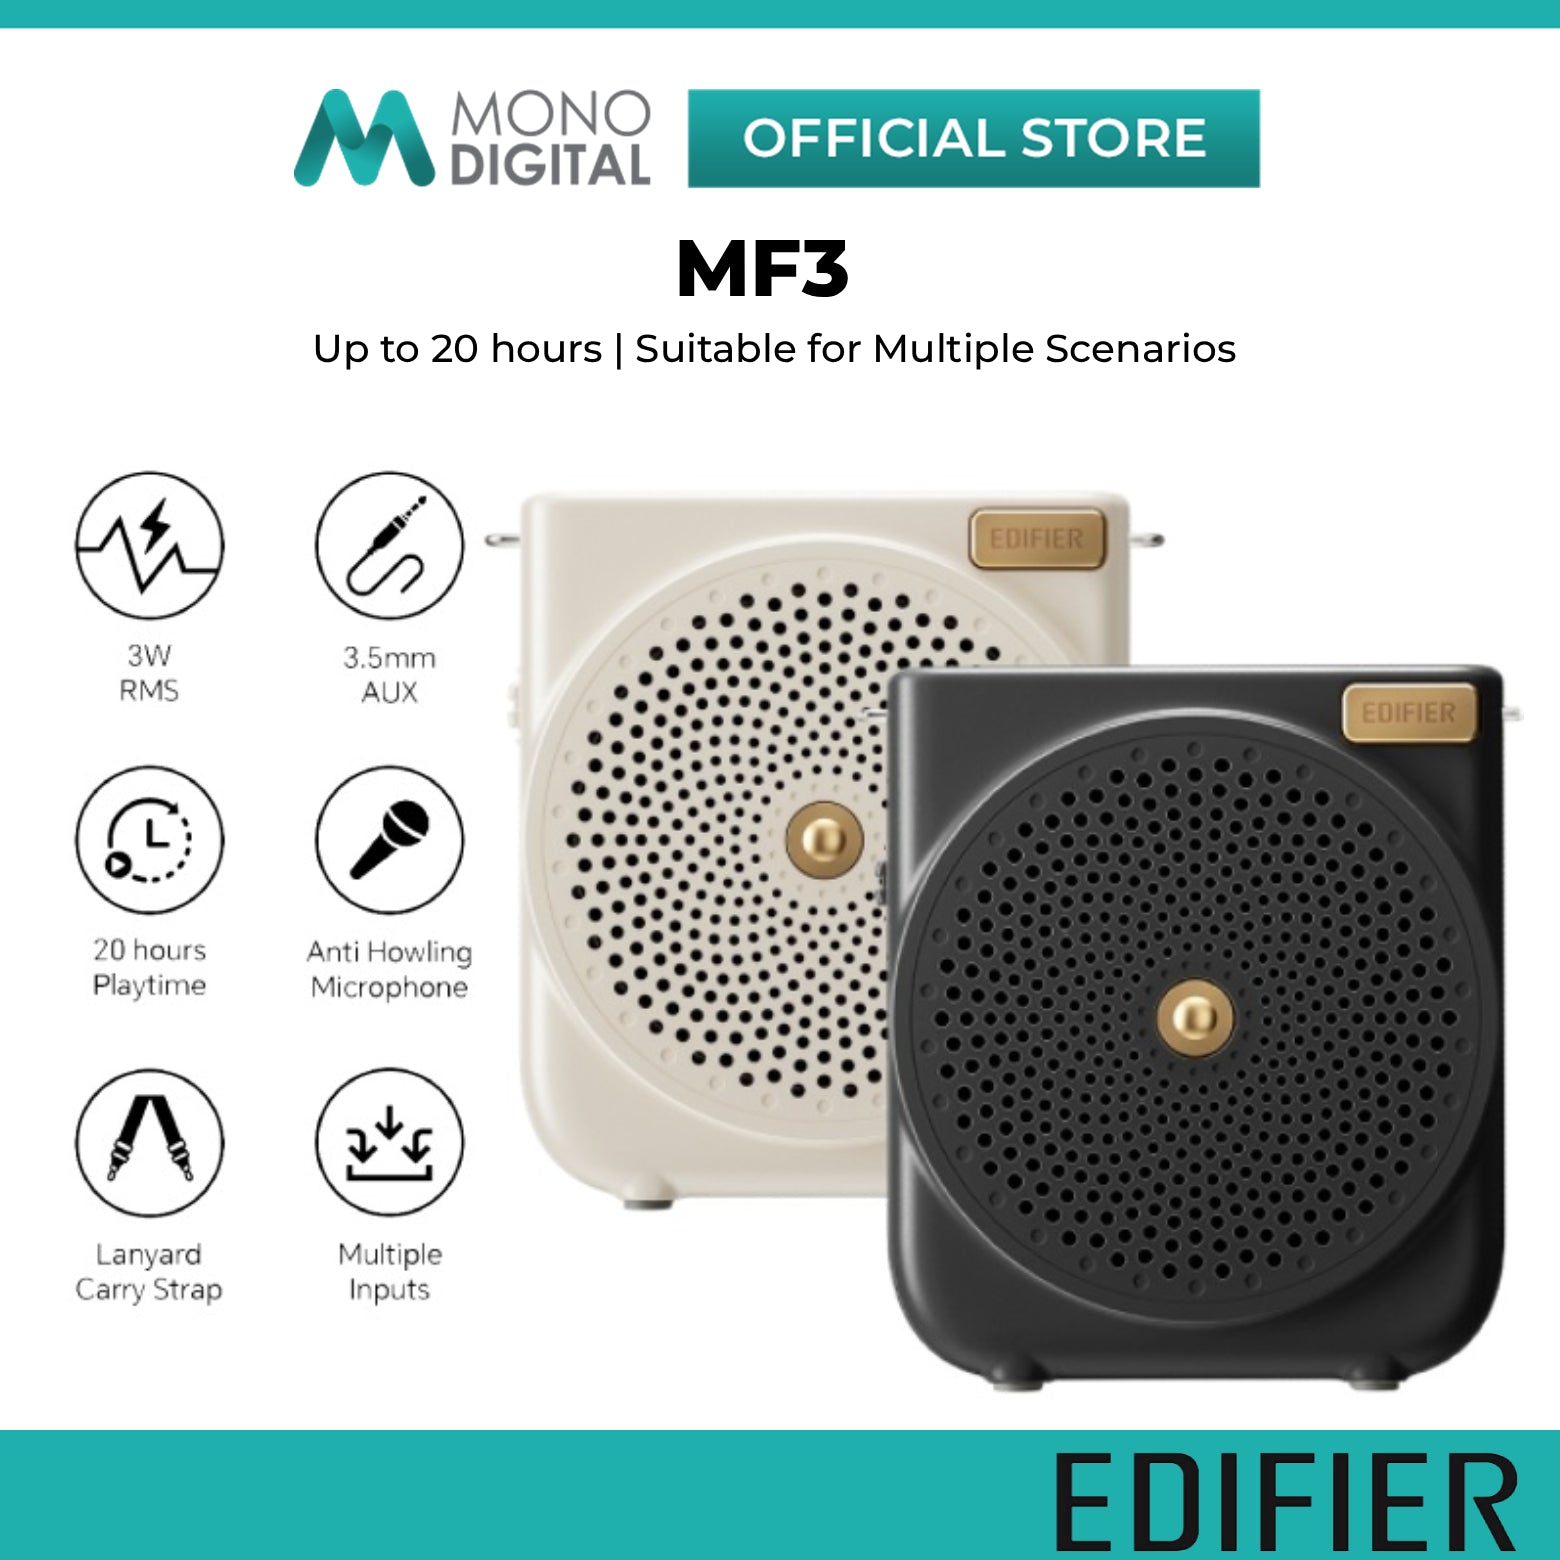 MONO
DIGITAL
OFFICIAL STORE
MF3
Up to 20 hours | Suitable for Multiple Scenarios
3W
RMS
3.5mm
AUX
20 hours
Playtime
Anti Howling
Microphone
Lanyard
Carry Strap
Multiple
Inputs
EDIFIER
EDIFIER
EDIFIER